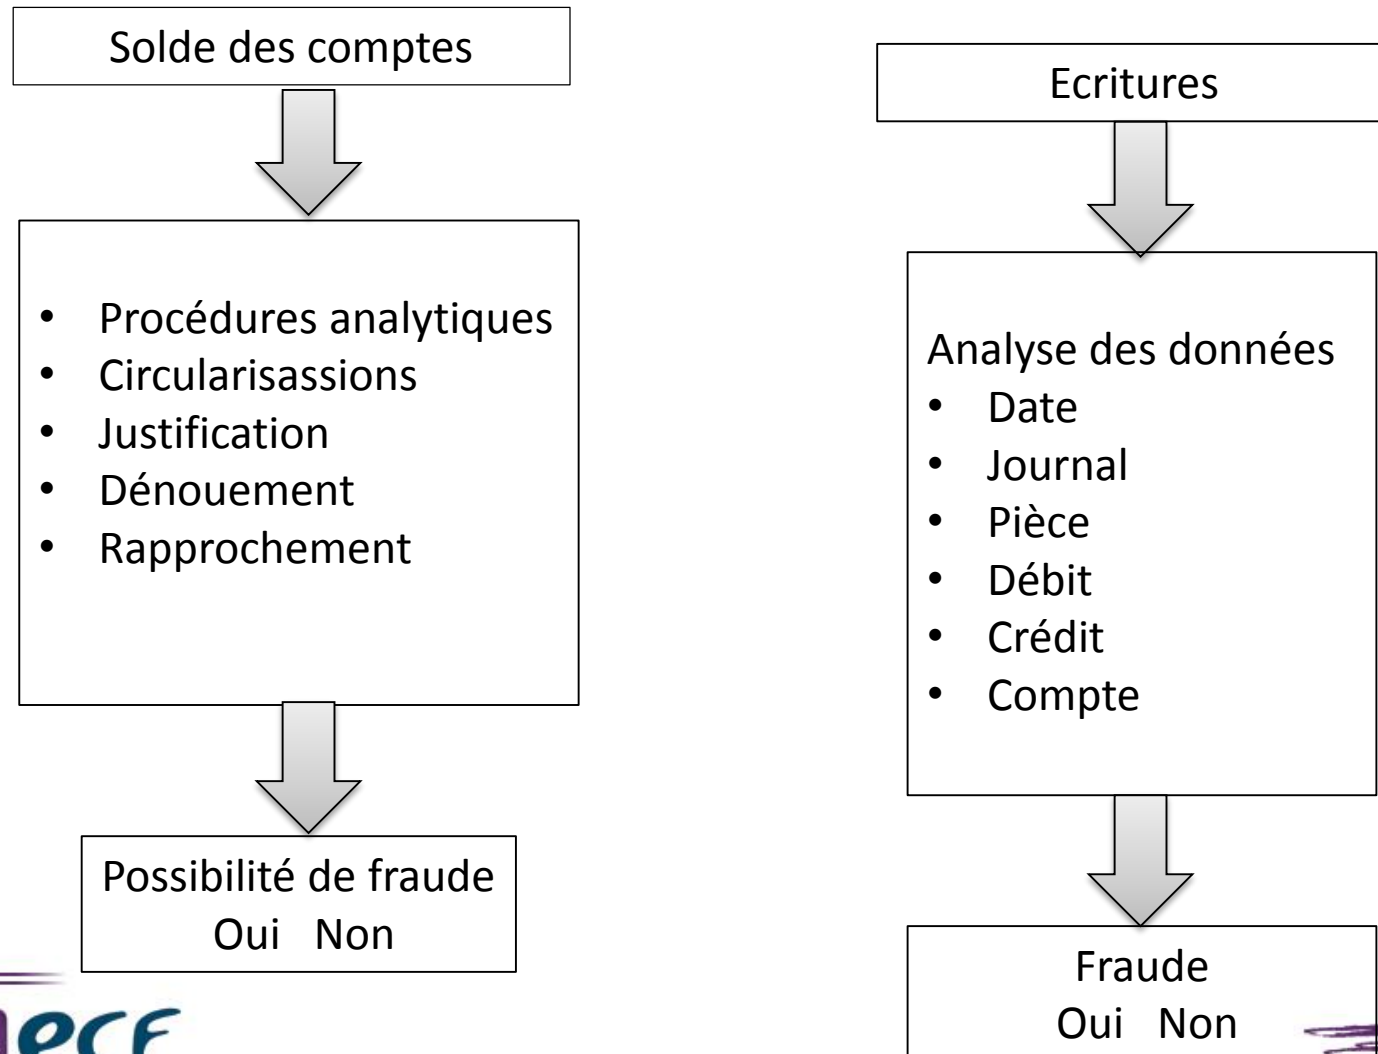 Solde des comptes
• Procédures analytiques
• Circularisassions
• Justification
• Dénouement
• Rapprochement
Possibilité de fraude
Oui Non
Ecritures
Analyse des données
• Date
• Journal
• Pièce
• Débit
• Crédit
• Compte
Fraude
Oui Non